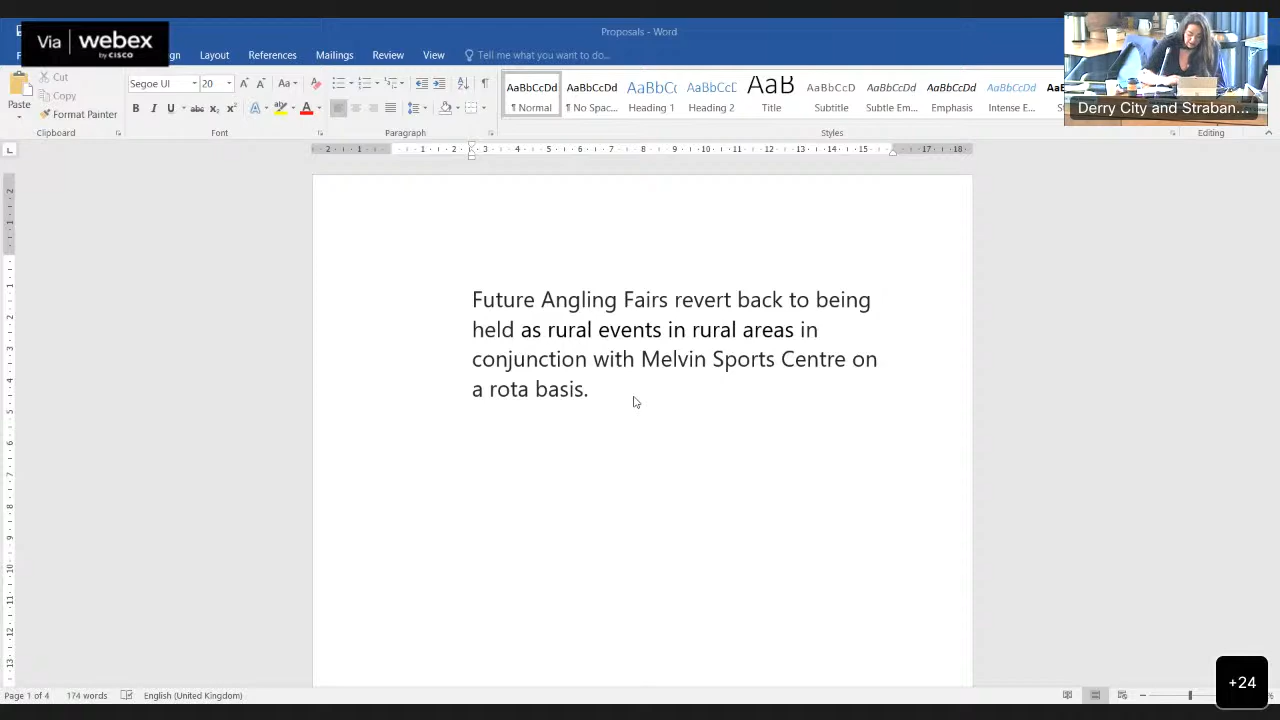 Via webex
by CISCO
Proposals - Word
Layout References Mailings Review View Tell me what you want to do...
Paste Cut
Copy
Format Painter
Clipboard
Segoe UI 20
Font
Paragraph
AaBbCcDd AaBbCcDd AaBbCc AaBbCcD AaB AaBbCcD AaBbCcDd AaBbCcDd AaBbCcDd
¶ Normal ¶ No Spac... Heading 1 Heading 2 Title Subtitle Subtle Em... Emphasis Intense E...
Styles
Editing
Derry City and Straban...
Future Angling Fairs revert back to being
held as rural events in rural areas in
conjunction with Melvin Sports Centre on
a rota basis.
Page 1 of 4 174 words English (United Kingdom)
+24